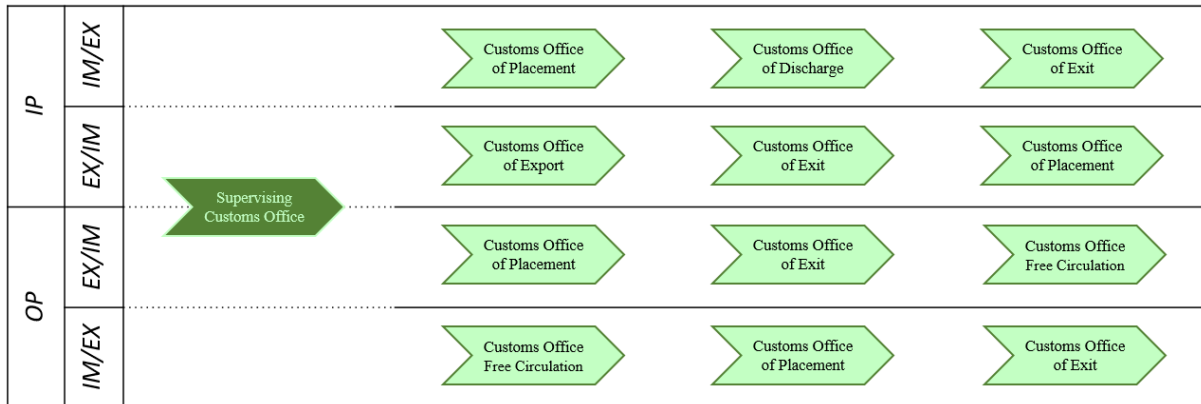 IP
IM/EX
Customs Office
of Placement
Customs Office
of Discharge
Customs Office
of Exit
EX/IM
Customs Office
of Export
Customs Office
of Exit
Customs Office
of Placement
Supervising
Customs Office
OP
EX/IM
Customs Office
of Placement
Customs Office
of Exit
Customs Office
Free Circulation
IM/EX
Customs Office
Free Circulation
Customs Office
of Placement
Customs Office
of Exit